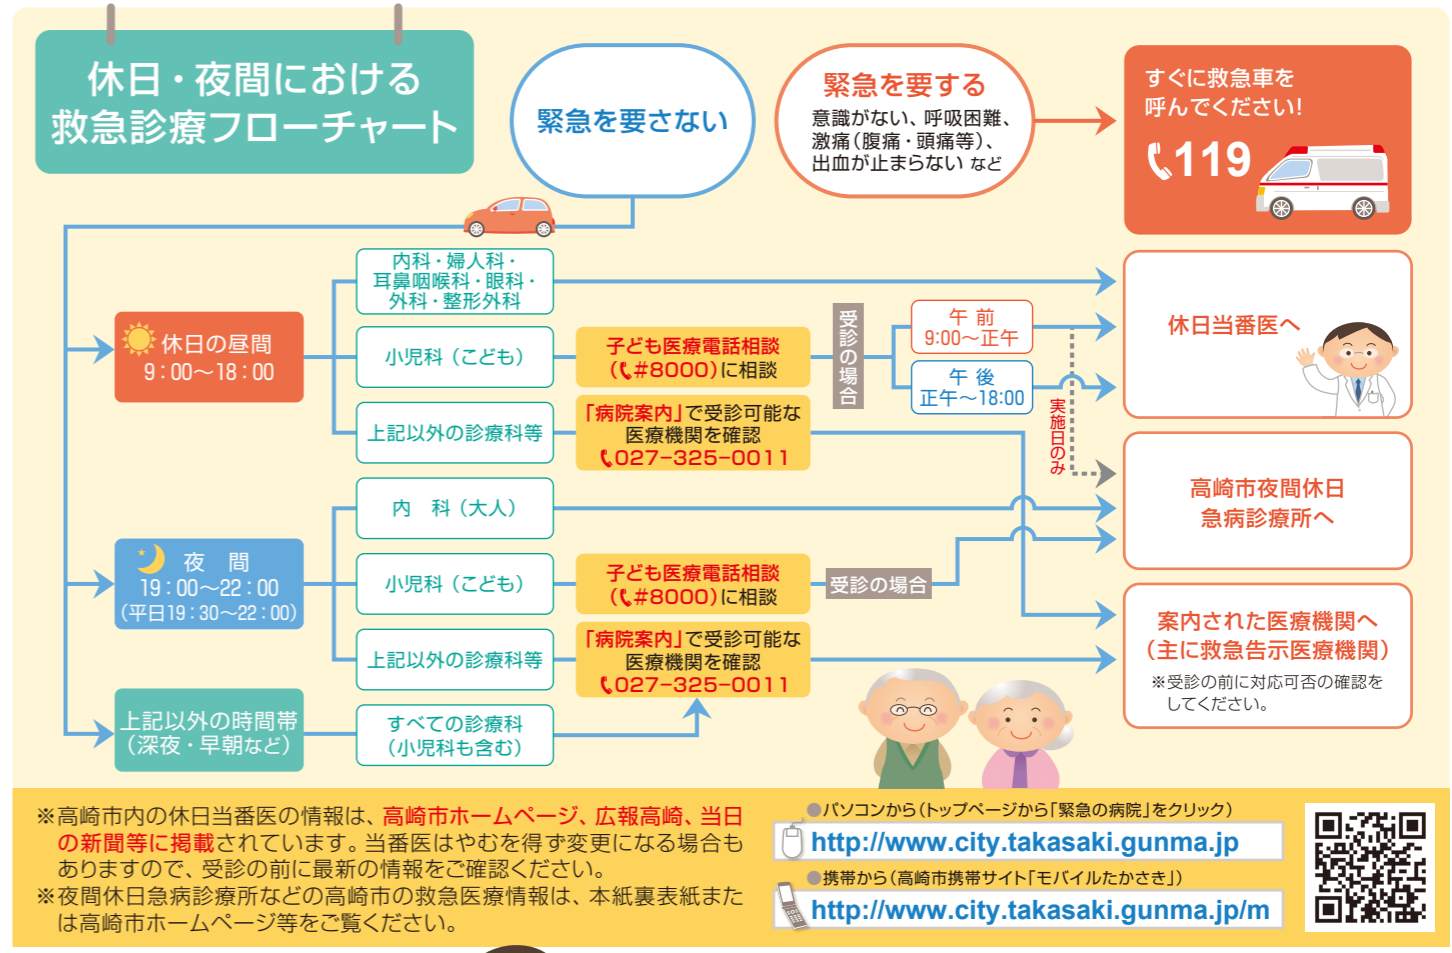 休日・夜間における
救急診療フローチャート
緊急を要さない
緊急を要する
意識がない、呼吸困難、
激痛(腹痛・頭痛等)、
出血が止まらない など
すぐに救急車を
呼んでください!
119
休日の昼間
9:00〜18:00
内科・婦人科・
耳鼻咽喉科・眼科・
外科・整形外科
小児科(こども)
子ども医療電話相談
(#8000)に相談
受診の場合
午 前
9:00〜正午
午 後
正午〜18:00
実施日のみ
休日当番医へ
上記以外の診療科等
「病院案内」で受診可能な
医療機関を確認
027-325-0011
高崎市夜間休日
急病診療所へ
夜 間
19:00〜22:00
(平日19:30〜22:00)
内 科(大人)
小児科(こども)
子ども医療電話相談
(#8000)に相談
受診の場合
上記以外の診療科等
「病院案内」で受診可能な
医療機関を確認
027-325-0011
案内された医療機関へ
(主に救急告示医療機関)
※受診の前に対応可否の確認を
してください。
上記以外の時間帯
(深夜・早朝など)
すべての診療科
(小児科も含む)
※高崎市内の休日当番医の情報は、高崎市ホームページ、広報高崎、当日
の新聞等に掲載されています。当番医はやむを得ず変更になる場合も
ありますので、受診の前に最新の情報をご確認ください。
※夜間休日急病診療所などの高崎市の救急医療情報は、本紙裏表紙また
は高崎市ホームページ等をご覧ください。
●パソコンから(トップページから「緊急の病院」をクリック)
http://www.city.takasaki.gunma.jp
●携帯から(高崎市携帯サイト「モバイルたかさき」)
http://www.city.takasaki.gunma.jp/m